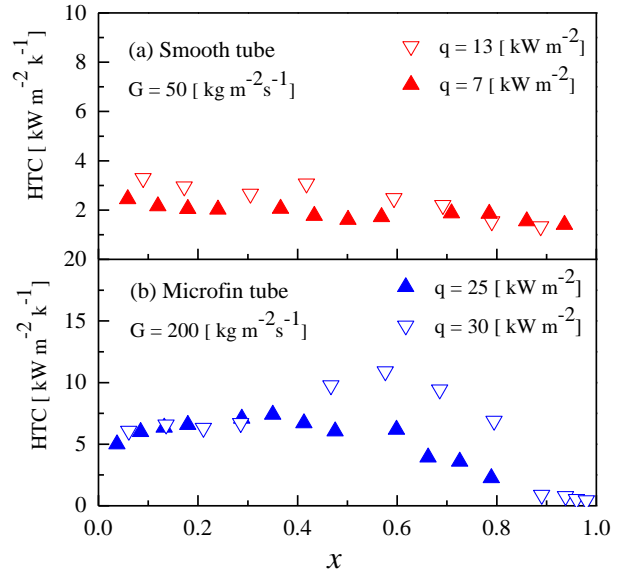 10
8
6
4
2
20
HTC [ kW m⁻² k⁻¹]
(a) Smooth tube
G = 50 [ kg m⁻²s⁻¹]
q = 13 [ kW m⁻²]
q = 7 [ kW m⁻²]
15
10
5
0
HTC [ kW m⁻² k⁻¹]
(b) Microfin tube
G = 200 [ kg m⁻²s⁻¹]
q = 25 [ kW m⁻²]
q = 30 [ kW m⁻²]
0.0 0.2 0.4 0.6 0.8 1.0
x